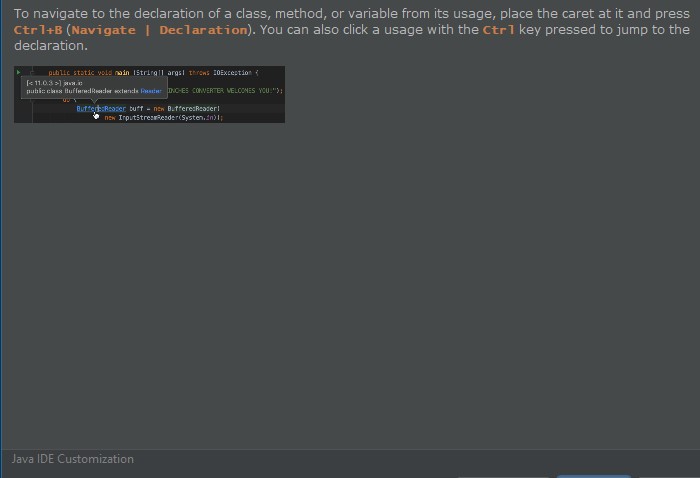 To navigate to the declaration of a class, method, or variable from its usage, place the caret at it and press
Ctrl+B (Navigate | Declaration). You can also click a usage with the Ctrl key pressed to jump to the
declaration.
public static void main (String[] args) throws IOException {
[< 11.0.3 >] java.io
public class BufferedReader extends Reader
INCHES CONVERTER WELCOMES YOU:");
do {
BufferedReader buff = new BufferedReader(
new InputStreamReader(System.in));
Java IDE Customization